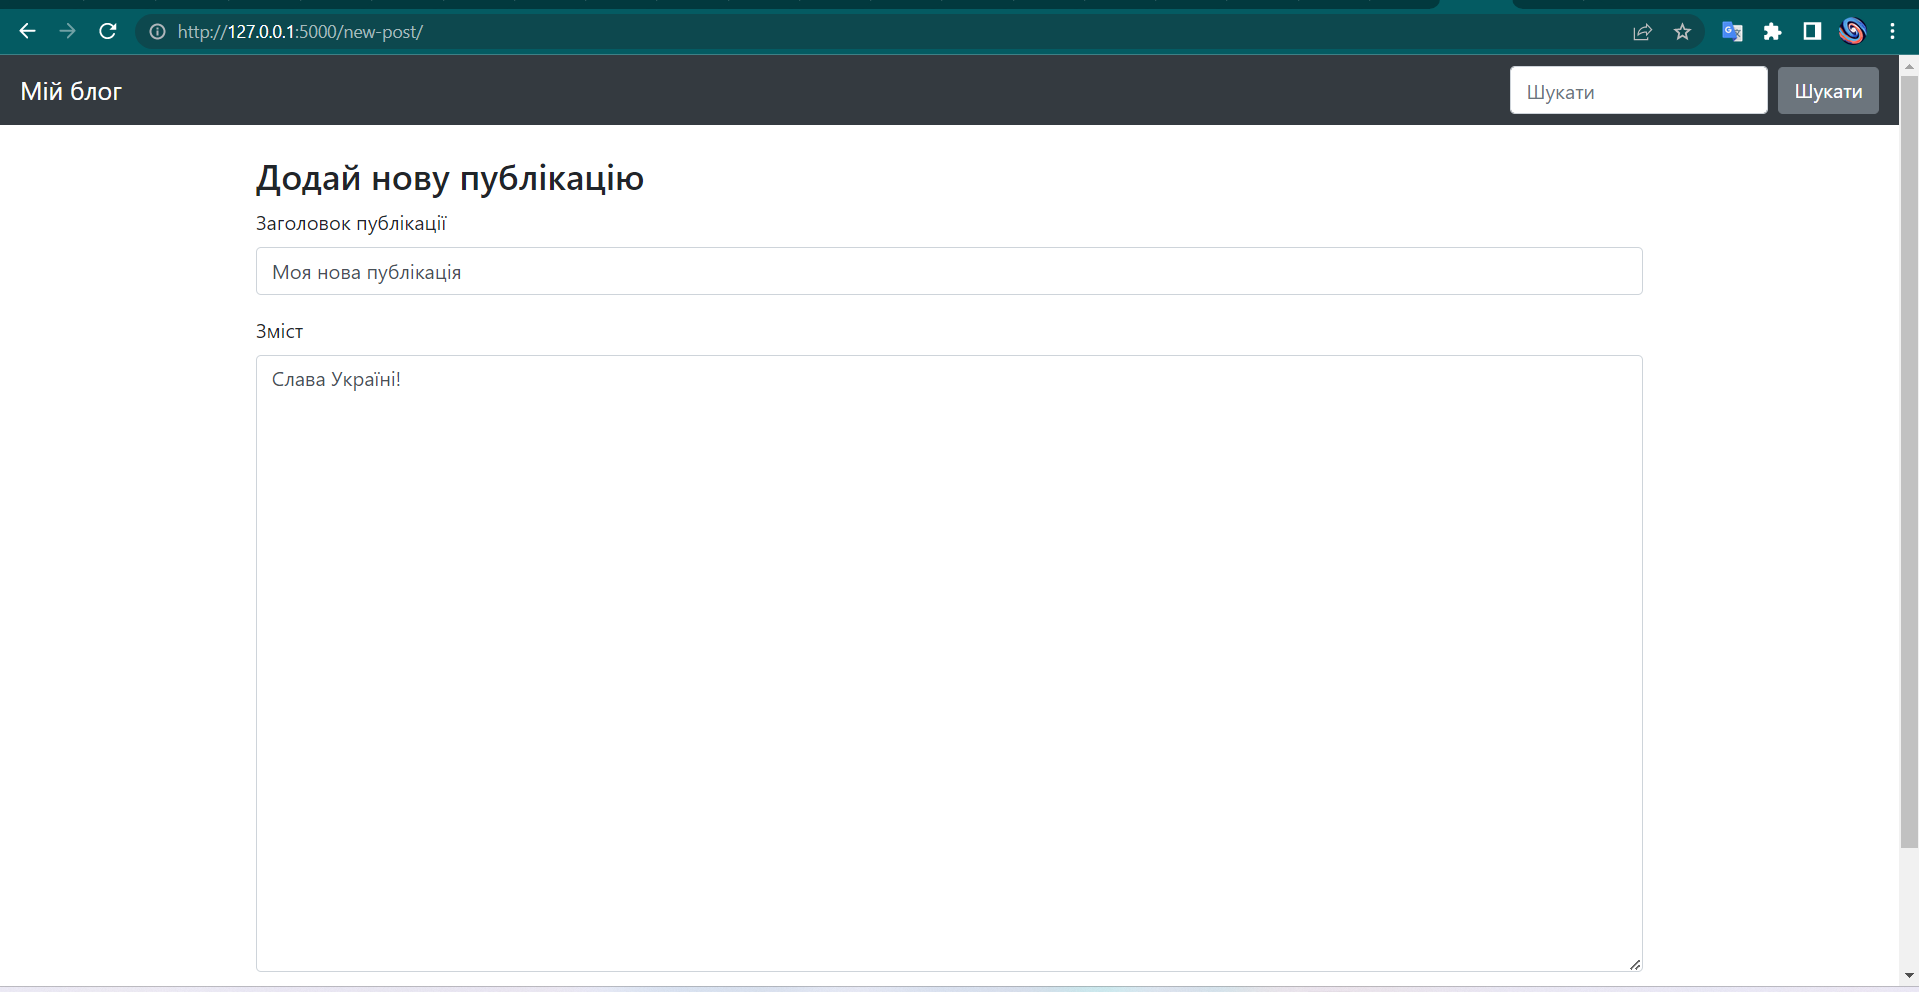 http://127.0.0.1:5000/new-post/
Мій блог
Шукати
Шукати
Додай нову публікацію
Заголовок публікації
Моя нова публікація
Зміст
Слава Україні!